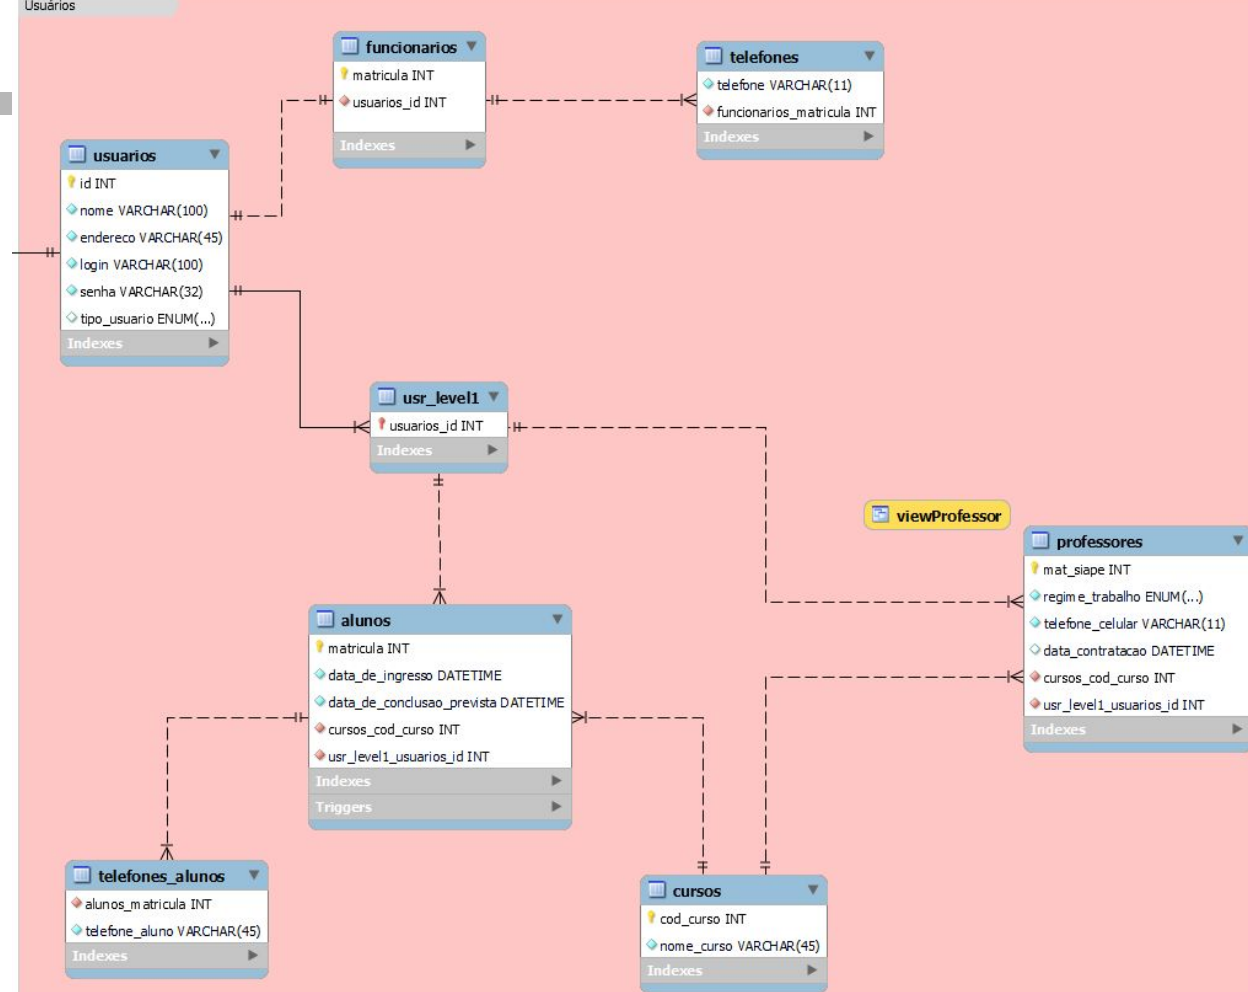 Usuários
funcionarios
matricula INT
usuarios_id INT
Indexes
telefones
telefone VARCHAR(11)
funcionarios_matricula INT
Indexes
usuarios
id INT
nome VARCHAR(100)
endereco VARCHAR(45)
login VARCHAR(100)
senha VARCHAR(32)
tipo_usuario ENUM(...)
Indexes
usr_level1
usuarios_id INT
Indexes
viewProfessor
professores
mat_siape INT
regime_trabalho ENUM(...)
telefone_celular VARCHAR(11)
data_contratacao DATETIME
cursos_cod_curso INT
usr_level1_usuarios_id INT
Indexes
alunos
matricula INT
data_de_ingresso DATETIME
data_de_conclusao_prevista DATETIME
cursos_cod_curso INT
usr_level1_usuarios_id INT
Indexes
Triggers
telefones_alunos
alunos_matricula INT
telefone_aluno VARCHAR(45)
Indexes
cursos
cod_curso INT
nome_curso VARCHAR(45)
Indexes